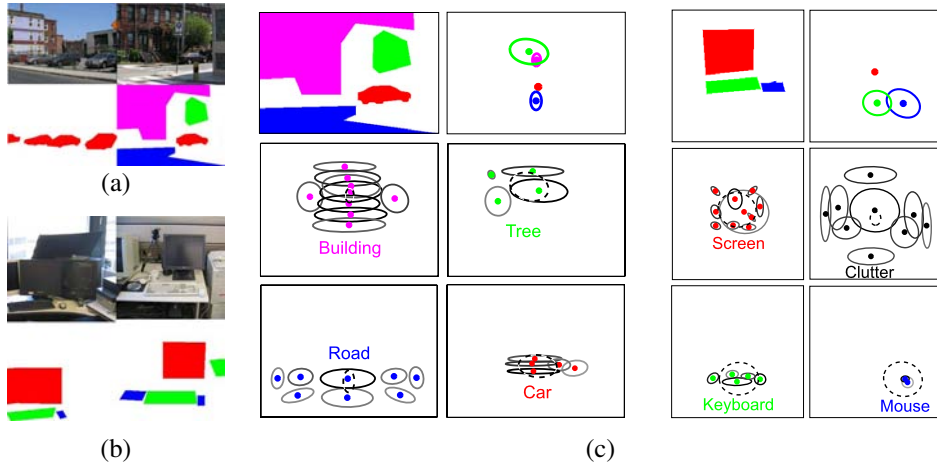 (a)
(b)
Building
Tree
Road
Car
Screen
Clutter
Keyboard
Mouse
(c)